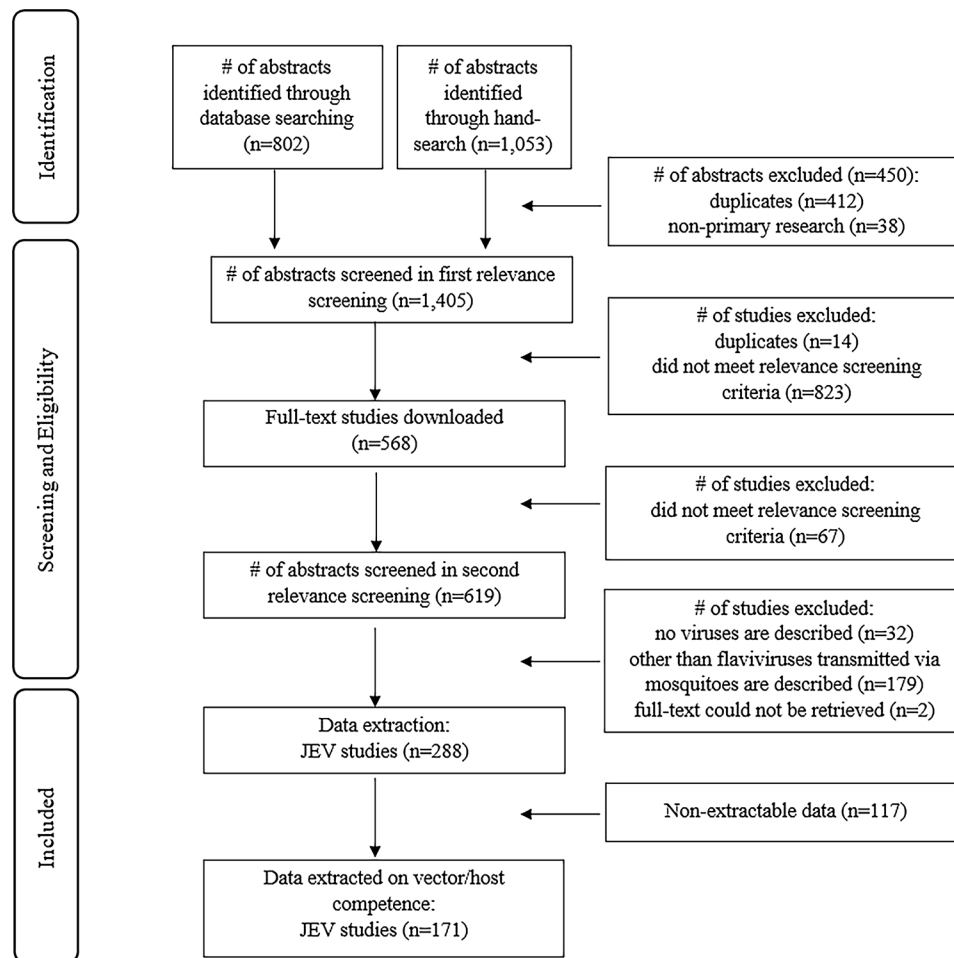 Identification
# of abstracts
identified through
database searching
(n=802)
# of abstracts
identified
through hand-
search (n=1,053)
# of abstracts excluded (n=450):
duplicates (n=412)
non-primary research (n=38)
Screening and Eligibility
# of abstracts screened in first relevance
screening (n=1,405)
# of studies excluded:
duplicates (n=14)
did not meet relevance screening
criteria (n=823)
Full-text studies downloaded
(n=568)
# of studies excluded:
did not meet relevance screening
criteria (n=67)
# of abstracts screened in second
relevance screening (n=619)
# of studies excluded:
no viruses are described (n=32)
other than flaviviruses transmitted via
mosquitoes are described (n=179)
full-text could not be retrieved (n=2)
Included
Data extraction:
JEV studies (n=288)
Non-extractable data (n=117)
Data extracted on vector/host
competence:
JEV studies (n=171)